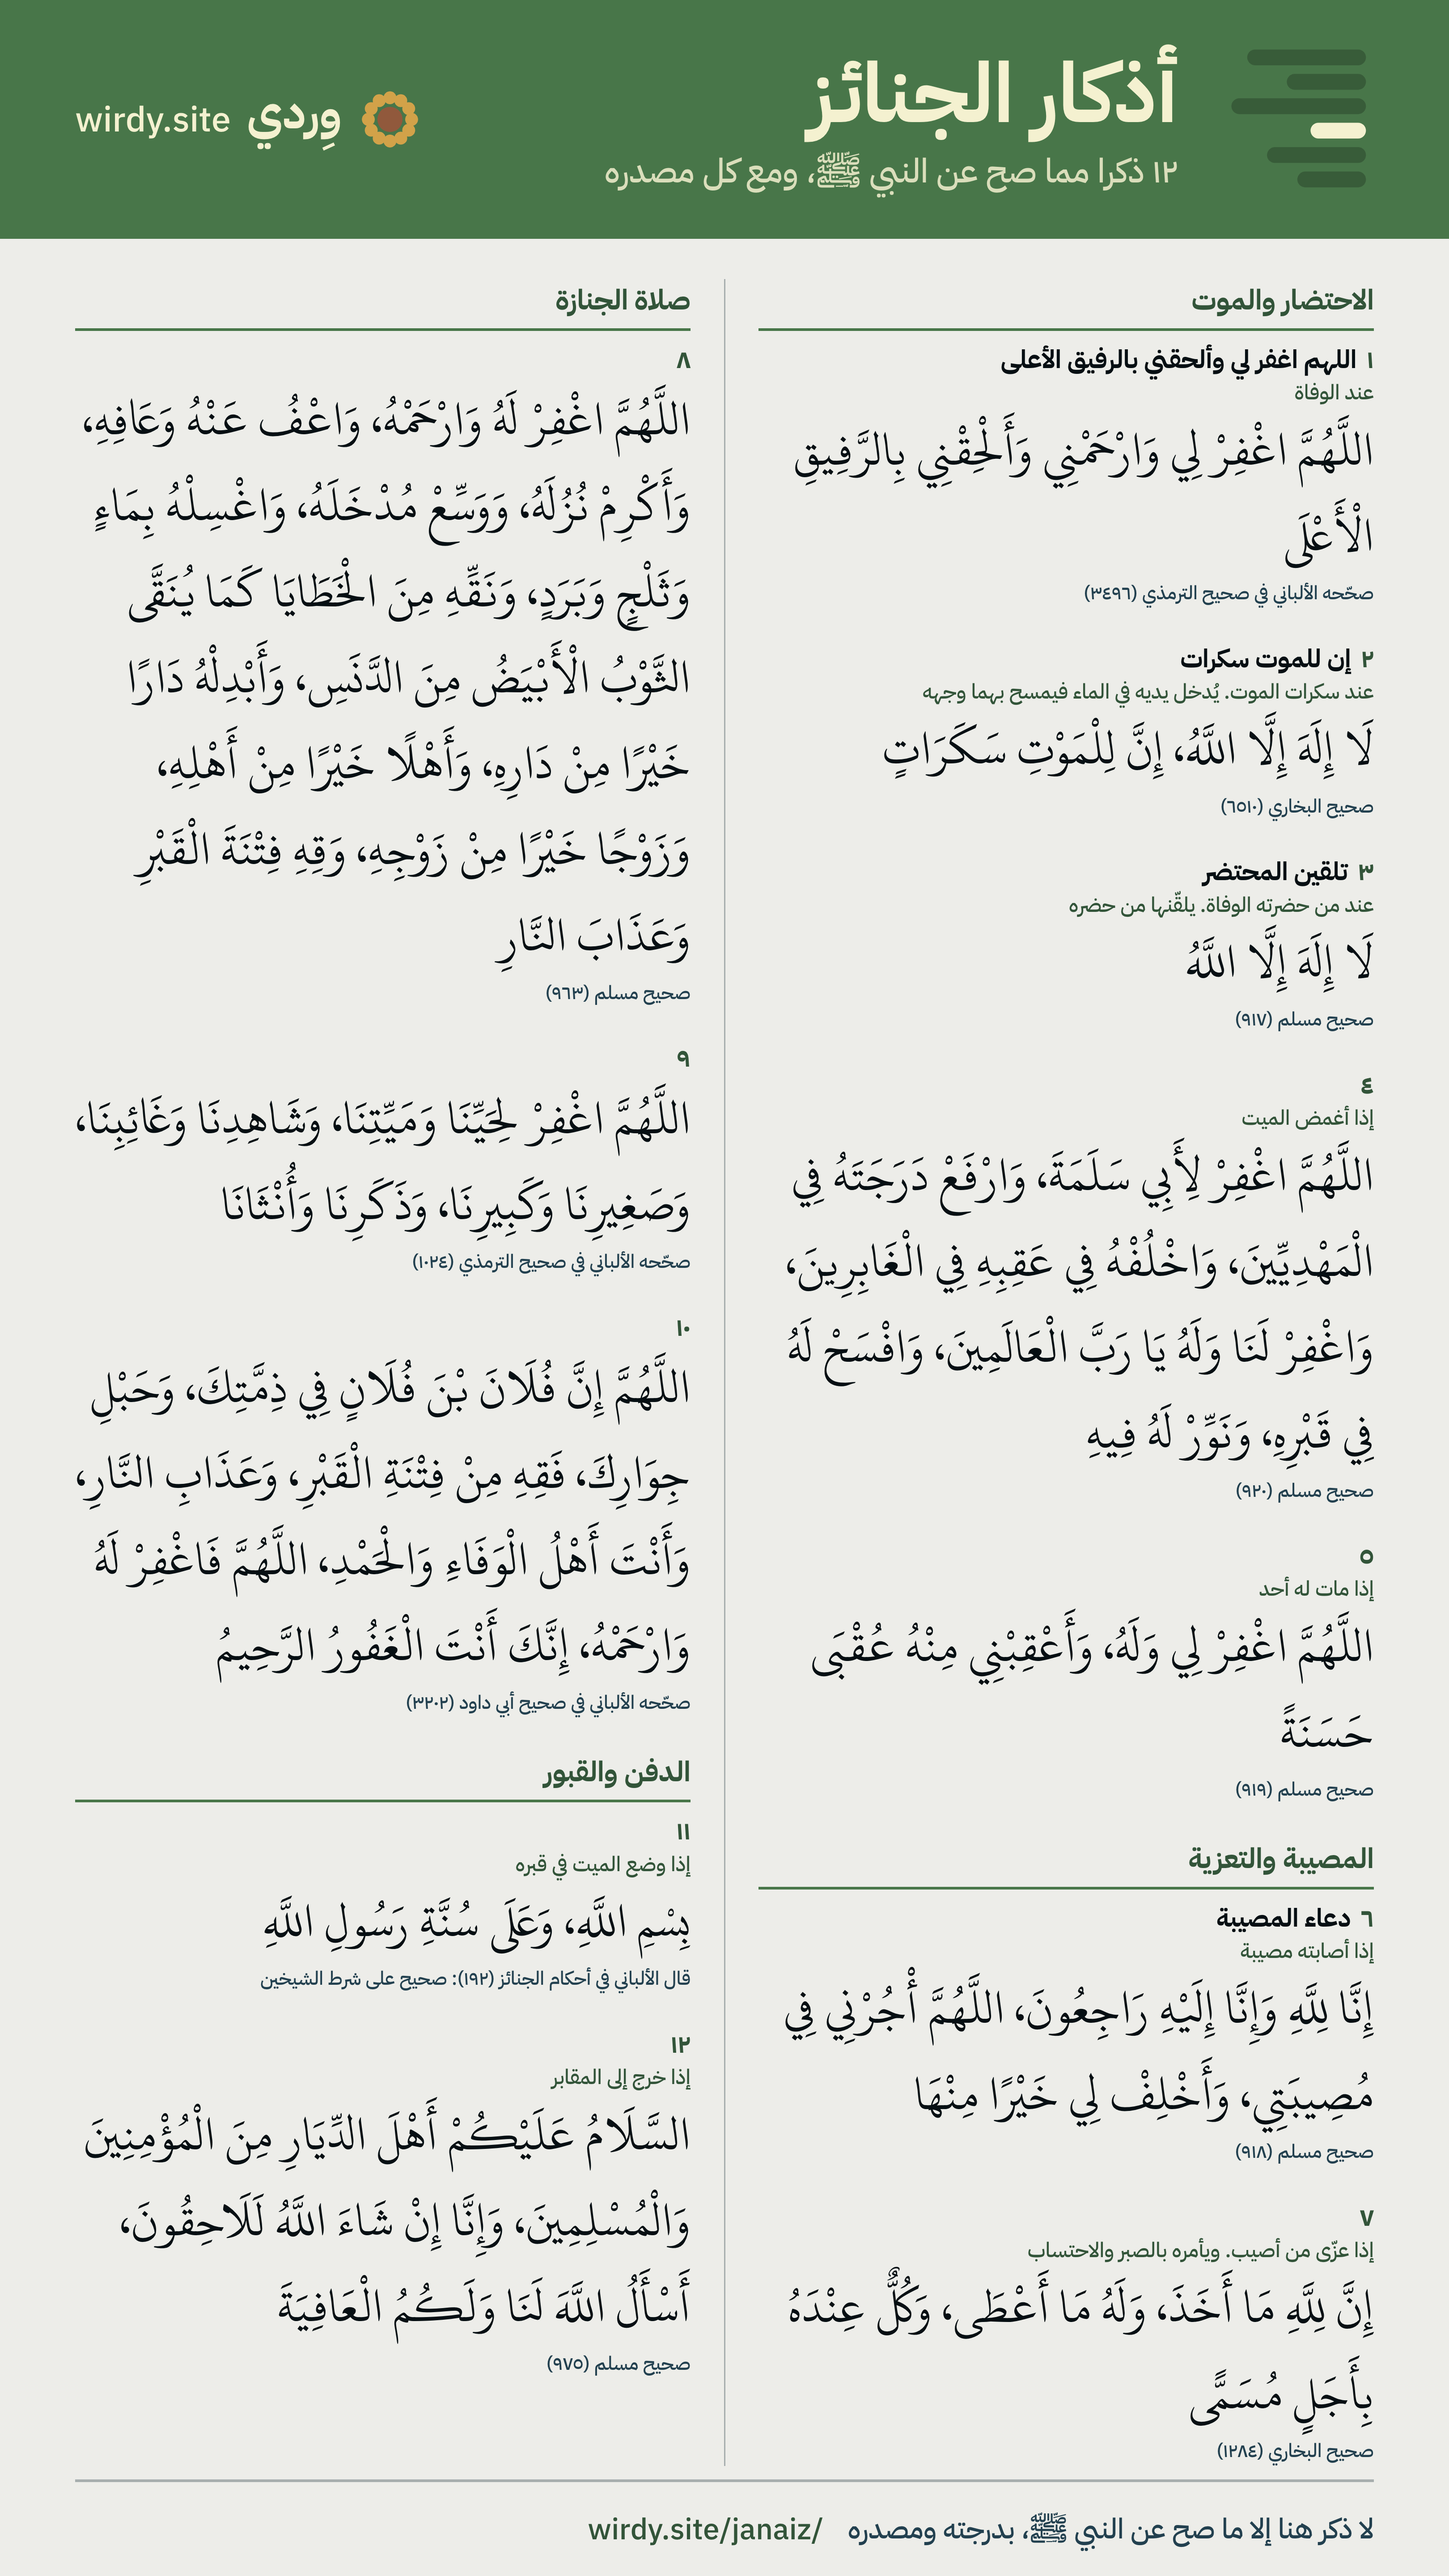 أذكار الجنائز
١٢ ذكرا مما صح عن النبي ﷺ، ومع كل مصدره
وِردي wirdy.site
الاحتضار والموت
١ اللهم اغفر لي وألحقني بالرفيق الأعلى
عند الوفاة
اللَّهُمَّ اغْفِرْ لِي وَارْحَمْنِي وَأَلْحِقْنِي بِالرَّفِيقِ
الْأَعْلَى
صحّحه الألباني في صحيح الترمذي (٣٤٩٦)
٢ إن للموت سكرات
عند سكرات الموت. يُدخل يديه في الماء فيمسح بهما وجهه
لَا إِلَهَ إِلَّا اللَّهُ، إِنَّ لِلْمَوْتِ سَكَرَاتٍ
صحيح البخاري (٦٥١٠)
٣ تلقين المحتضر
عند من حضرته الوفاة. يلقّنها من حضره
لَا إِلَهَ إِلَّا اللَّهُ
صحيح مسلم (٩١٧)
٤
إذا أغمض الميت
اللَّهُمَّ اغْفِرْ لِأَبِي سَلَمَةَ، وَارْفَعْ دَرَجَتَهُ فِي
الْمَهْدِيِّينَ، وَاخْلُفْهُ فِي عَقِبِهِ فِي الْغَابِرِينَ،
وَاغْفِرْ لَنَا وَلَهُ يَا رَبَّ الْعَالَمِينَ، وَافْسَحْ لَهُ
فِي قَبْرِهِ، وَنَوِّرْ لَهُ فِيهِ
صحيح مسلم (٩٢٠)
٥
إذا مات له أحد
اللَّهُمَّ اغْفِرْ لِي وَلَهُ، وَأَعْقِبْنِي مِنْهُ عُقْبَى
حَسَنَةً
صحيح مسلم (٩١٩)
المصيبة والتعزية
٦ دعاء المصيبة
إذا أصابته مصيبة
إِنَّا لِلَّهِ وَإِنَّا إِلَيْهِ رَاجِعُونَ، اللَّهُمَّ أْجُرْنِي فِي
مُصِيبَتِي، وَأَخْلِفْ لِي خَيْرًا مِنْهَا
صحيح مسلم (٩١٨)
٧
إذا عزّى من أصيب. ويأمره بالصبر والاحتساب
إِنَّ لِلَّهِ مَا أَخَذَ، وَلَهُ مَا أَعْطَى، وَكُلٌّ عِنْدَهُ
بِأَجَلٍ مُسَمًّى
صحيح البخاري (١٢٨٤)
صلاة الجنازة
٨
اللَّهُمَّ اغْفِرْ لَهُ وَارْحَمْهُ، وَاعْفُ عَنْهُ وَعَافِهِ،
وَأَكْرِمْ نُزُلَهُ، وَوَسِّعْ مُدْخَلَهُ، وَاغْسِلْهُ بِمَاءٍ
وَثَلْجٍ وَبَرَدٍ، وَنَقِّهِ مِنَ الْخَطَايَا كَمَا يُنَقَّى
الثَّوْبُ الْأَبْيَضُ مِنَ الدَّنَسِ، وَأَبْدِلْهُ دَارًا
خَيْرًا مِنْ دَارِهِ، وَأَهْلًا خَيْرًا مِنْ أَهْلِهِ،
وَزَوْجًا خَيْرًا مِنْ زَوْجِهِ، وَقِهِ فِتْنَةَ الْقَبْرِ
وَعَذَابَ النَّارِ
صحيح مسلم (٩٦٣)
٩
اللَّهُمَّ اغْفِرْ لِحَيِّنَا وَمَيِّتِنَا، وَشَاهِدِنَا وَغَائِبِنَا،
وَصَغِيرِنَا وَكَبِيرِنَا، وَذَكَرِنَا وَأُنْثَانَا
صحّحه الألباني في صحيح الترمذي (١٠٢٤)
١٠
اللَّهُمَّ إِنَّ فُلَانَ بْنَ فُلَانٍ فِي ذِمَّتِكَ، وَحَبْلِ
جِوَارِكَ، فَقِهِ مِنْ فِتْنَةِ الْقَبْرِ، وَعَذَابِ النَّارِ،
وَأَنْتَ أَهْلُ الْوَفَاءِ وَالْحَمْدِ، اللَّهُمَّ فَاغْفِرْ لَهُ
وَارْحَمْهُ، إِنَّكَ أَنْتَ الْغَفُورُ الرَّحِيمُ
صحّحه الألباني في صحيح أبي داود (٣٢٠٢)
الدفن والقبور
١١
إذا وضع الميت في قبره
بِسْمِ اللَّهِ، وَعَلَى سُنَّةِ رَسُولِ اللَّهِ
قال الألباني في أحكام الجنائز (١٩٢): صحيح على شرط الشيخين
١٢
إذا خرج إلى المقابر
السَّلَامُ عَلَيْكُمْ أَهْلَ الدِّيَارِ مِنَ الْمُؤْمِنِينَ
وَالْمُسْلِمِينَ، وَإِنَّا إِنْ شَاءَ اللَّهُ لَلَاحِقُونَ،
أَسْأَلُ اللَّهَ لَنَا وَلَكُمُ الْعَافِيَةَ
صحيح مسلم (٩٧٥)
لا ذكر هنا إلا ما صح عن النبي ﷺ، بدرجته ومصدره wirdy.site/janaiz/